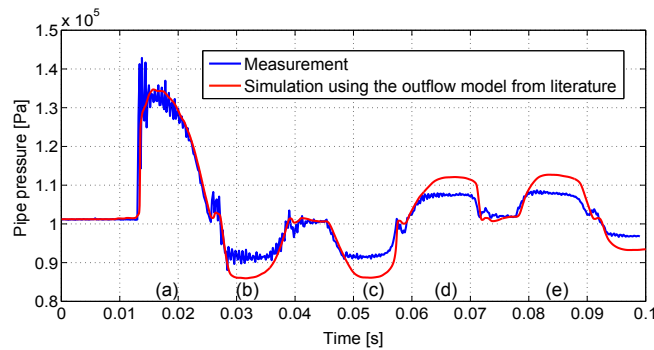 x 10⁵
1.5
1.4
1.3
1.2
1.1
1
0.9
0.8
Pipe pressure [Pa]
Measurement
Simulation using the outflow model from literature
(a)
(b)
(c)
(d)
(e)
0
0.01
0.02
0.03
0.04
0.05
0.06
0.07
0.08
0.09
0.1
Time [s]